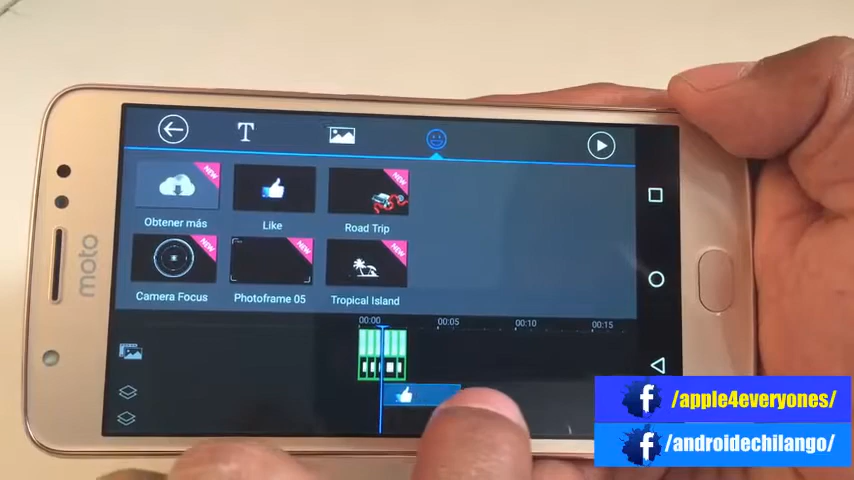 T
NEW
NEW
Obtener más
Like
Road Trip
NEW
NEW
NEW
Camera Focus
Photoframe 05
Tropical Island
00:00
00:05
00:10
00:15
moto
f /apple4everyones/
f /androidechilango/